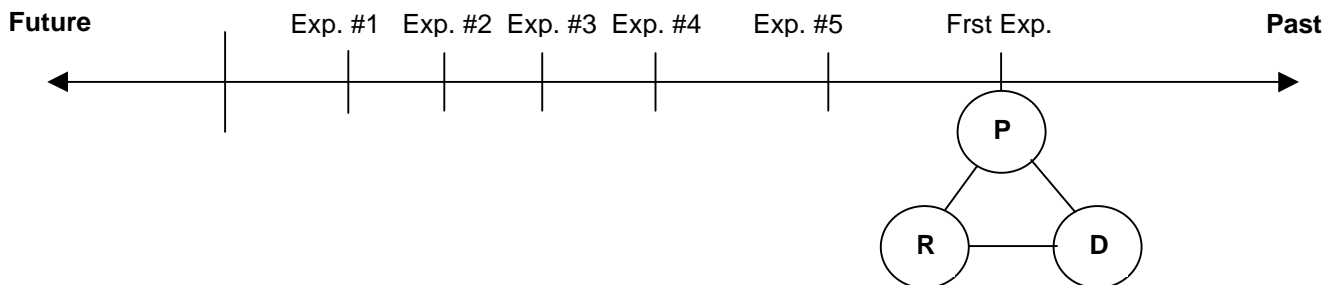 Future Exp. #1 Exp. #2 Exp. #3 Exp. #4 Exp. #5 Frst Exp. Past
P
R D